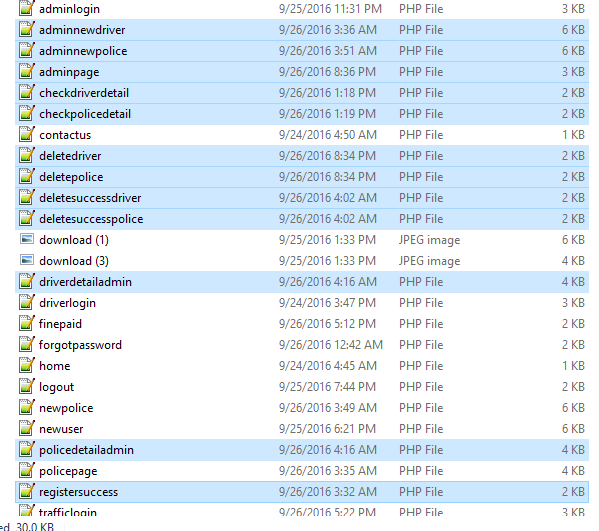 adminlogin 9/25/2016 11:31 PM PHP File 3 KB
adminnewdriver 9/26/2016 3:36 AM PHP File 6 KB
adminnewpolice 9/26/2016 3:51 AM PHP File 6 KB
adminpage 9/26/2016 8:36 PM PHP File 3 KB
checkdriverdetail 9/26/2016 1:18 PM PHP File 2 KB
checkpolicedetail 9/26/2016 1:19 PM PHP File 2 KB
contactus 9/24/2016 4:50 AM PHP File 1 KB
deletedriver 9/26/2016 8:34 PM PHP File 2 KB
deletepolice 9/26/2016 8:34 PM PHP File 2 KB
deletesuccessdriver 9/26/2016 4:02 AM PHP File 2 KB
deletesuccesspolice 9/26/2016 4:02 AM PHP File 2 KB
download (1) 9/25/2016 1:33 PM JPEG image 6 KB
download (3) 9/25/2016 1:33 PM JPEG image 4 KB
driverdetailadmin 9/26/2016 4:16 AM PHP File 4 KB
driverlogin 9/24/2016 3:47 PM PHP File 3 KB
finepaid 9/26/2016 5:12 PM PHP File 2 KB
forgotpassword 9/26/2016 12:42 AM PHP File 2 KB
home 9/24/2016 4:45 AM PHP File 1 KB
logout 9/25/2016 7:44 PM PHP File 2 KB
newpolice 9/26/2016 3:49 AM PHP File 6 KB
newuser 9/25/2016 6:21 PM PHP File 6 KB
policedetailadmin 9/26/2016 4:16 AM PHP File 4 KB
policepage 9/26/2016 3:35 AM PHP File 4 KB
registersuccess 9/26/2016 3:32 AM PHP File 2 KB
trafficlogin 9/26/2016 5:22 PM PHP File 3 KB
ed 30.0 KB